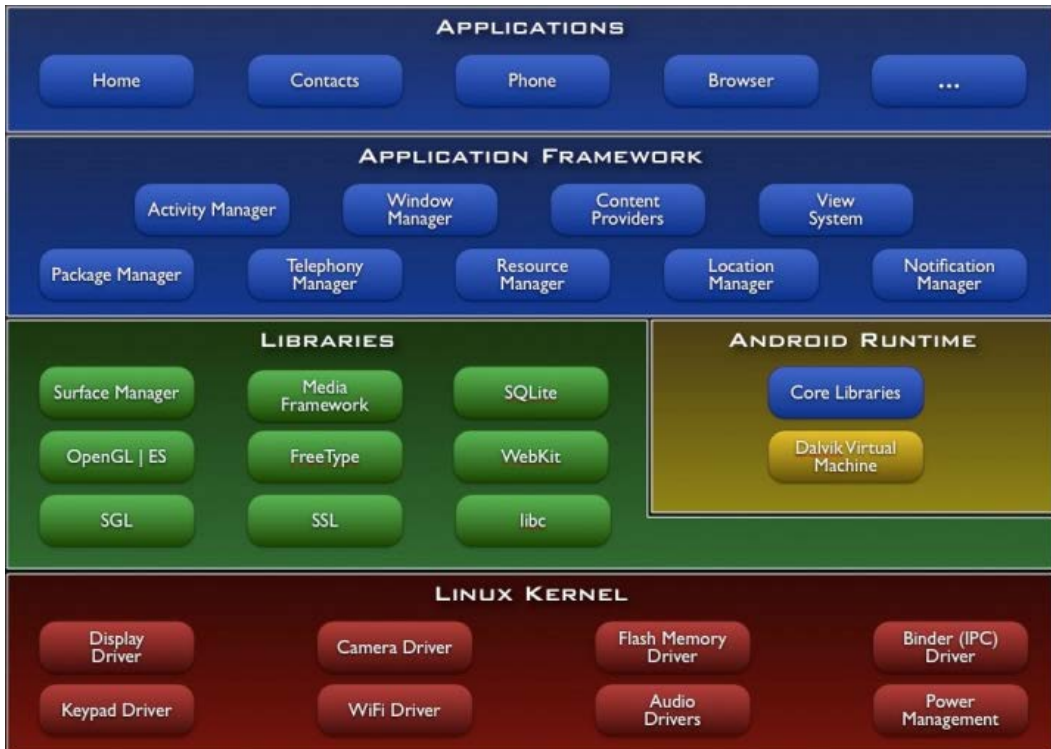 APPLICATIONS
Home
Contacts
Phone
Browser
...
APPLICATION FRAMEWORK
Activity Manager
Window
Manager
Content
Providers
View
System
Package Manager
Telephony
Manager
Resource
Manager
Location
Manager
Notification
Manager
LIBRARIES
Surface Manager
Media
Framework
SQLite
OpenGL | ES
FreeType
WebKit
SGL
SSL
libc
ANDROID RUNTIME
Core Libraries
Dalvik Virtual
Machine
LINUX KERNEL
Display
Driver
Camera Driver
Flash Memory
Driver
Binder (IPC)
Driver
Keypad Driver
WiFi Driver
Audio
Drivers
Power
Management